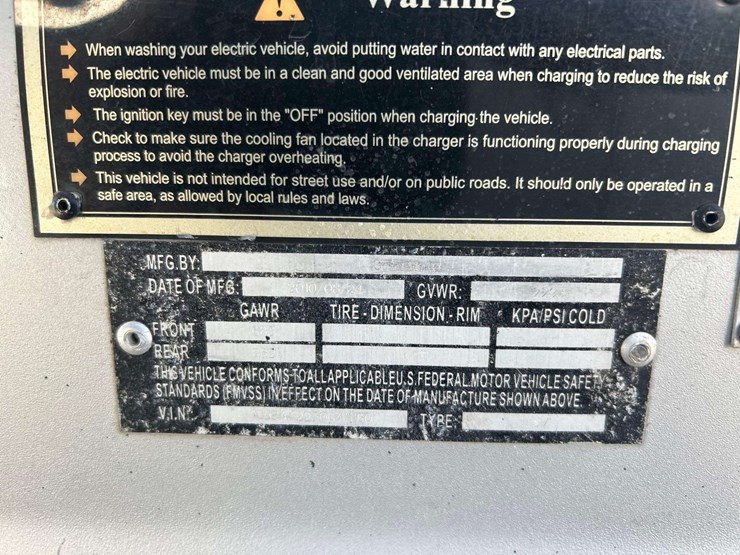 Warning
When washing your electric vehicle, avoid putting water in contact with any electrical parts.
The electric vehicle must be in a clean and good ventilated area when charging to reduce the risk of
explosion or fire.
The ignition key must be in the "OFF" position when charging the vehicle.
Check to make sure the cooling fan located in the charger is functioning properly during charging
process to avoid the charger overheating.
This vehicle is not intended for street use and/or on public roads. It should only be operated in a
safe area, as allowed by local rules and laws.
MFG.BY:
DATE OF MFG: GVWR:
GAWR TIRE - DIMENSION - RIM KPA/PSI COLD
FRONT
REAR
THIS VEHICLE CONFORMS TO ALL APPLICABLE U.S. FEDERAL MOTOR VEHICLE SAFETY
STANDARDS (FMVSS) IN EFFECT ON THE DATE OF MANUFACTURE SHOWN ABOVE
V.I.N: TYPE: